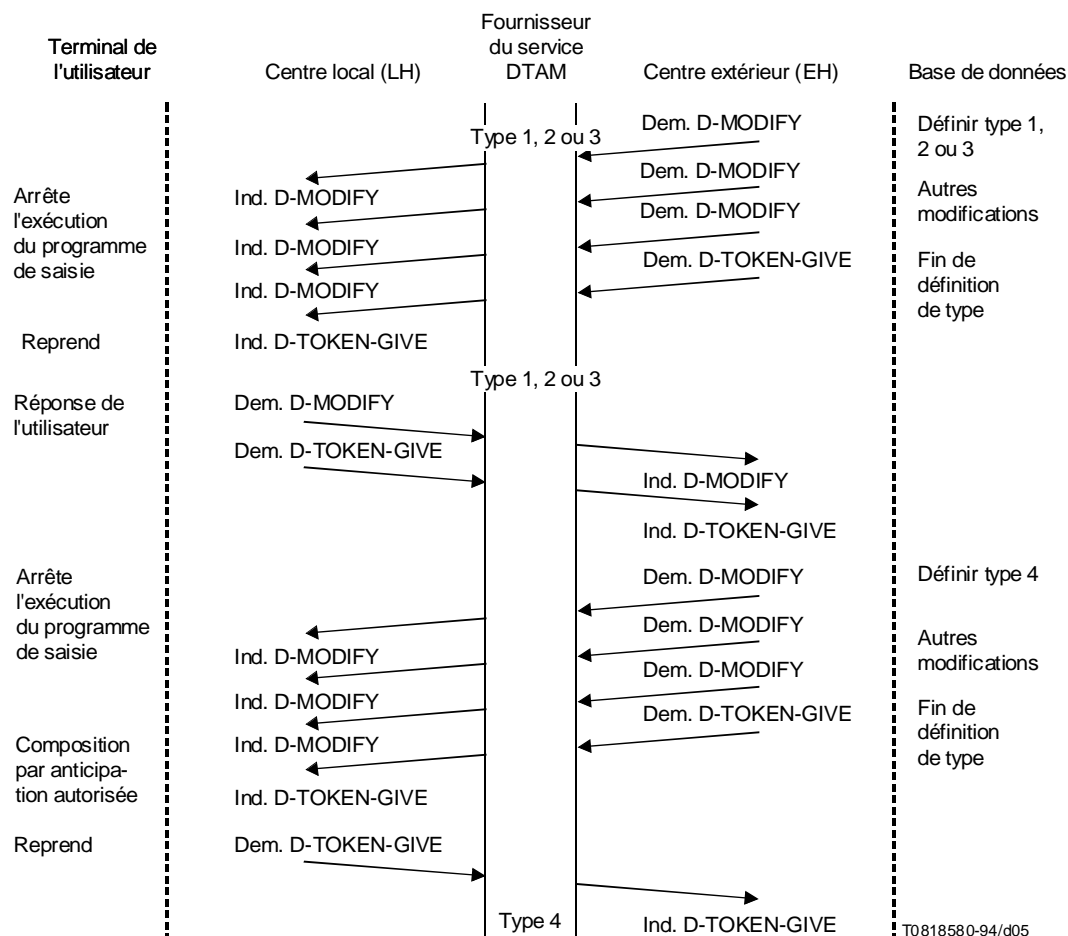 Fournisseur
du service
DTAM
Terminal de
l'utilisateur
Centre local (LH)
Centre extérieur (EH)
Base de données
Type 1, 2 ou 3
Dem. D-MODIFY
Définir type 1,
2 ou 3
Dem. D-MODIFY
Arrête
l'exécution
du programme
de saisie
Ind. D-MODIFY
Dem. D-MODIFY
Autres
modifications
Ind. D-MODIFY
Dem. D-TOKEN-GIVE
Fin de
définition
de type
Ind. D-MODIFY
Reprend
Ind. D-TOKEN-GIVE
Type 1, 2 ou 3
Réponse de
l'utilisateur
Dem. D-MODIFY
Dem. D-TOKEN-GIVE
Ind. D-MODIFY
Ind. D-TOKEN-GIVE
Arrête
l'exécution
du programme
de saisie
Dem. D-MODIFY
Définir type 4
Dem. D-MODIFY
Autres
modifications
Ind. D-MODIFY
Dem. D-MODIFY
Ind. D-MODIFY
Dem. D-TOKEN-GIVE
Fin de
définition
de type
Composition
par anticipa-
tion autorisée
Ind. D-MODIFY
Ind. D-TOKEN-GIVE
Reprend
Dem. D-TOKEN-GIVE
Type 4
Ind. D-TOKEN-GIVE
T0818580-94/d05